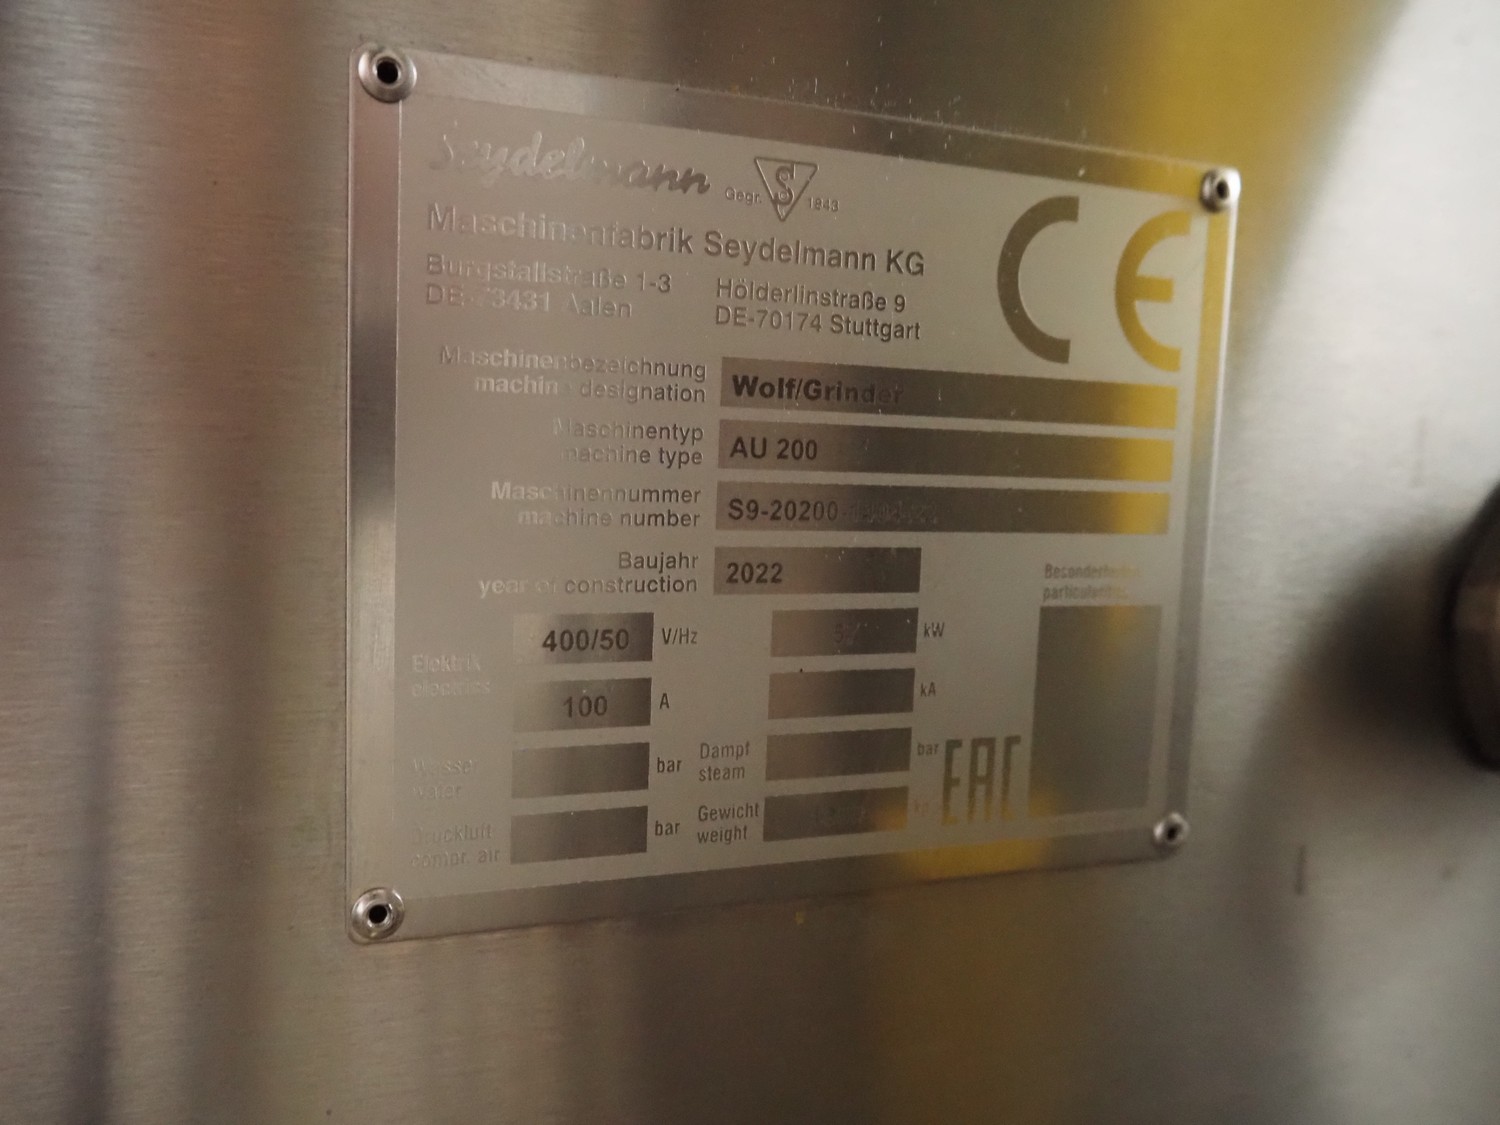 Seydelmann
Gegr. S 1843
Maschinenfabrik Seydelmann KG
Burgstallstraße 1-3
DE-73431 Aalen
Hölderlinstraße 9
DE-70174 Stuttgart
CE
Maschinenbezeichnung
machine designation
Wolf/Grinder
Maschinentyp
machine type
AU 200
Maschinennummer
machine number
S9-20200
Baujahr
year of construction
2022
Besonderheiten
Elektrik
electrics
400/50 V/Hz
kW
100 A
kA
Wasser
water
bar
Dampf
steam
bar
Druckluft
compr. air
bar
Gewicht
weight
kg
EAC